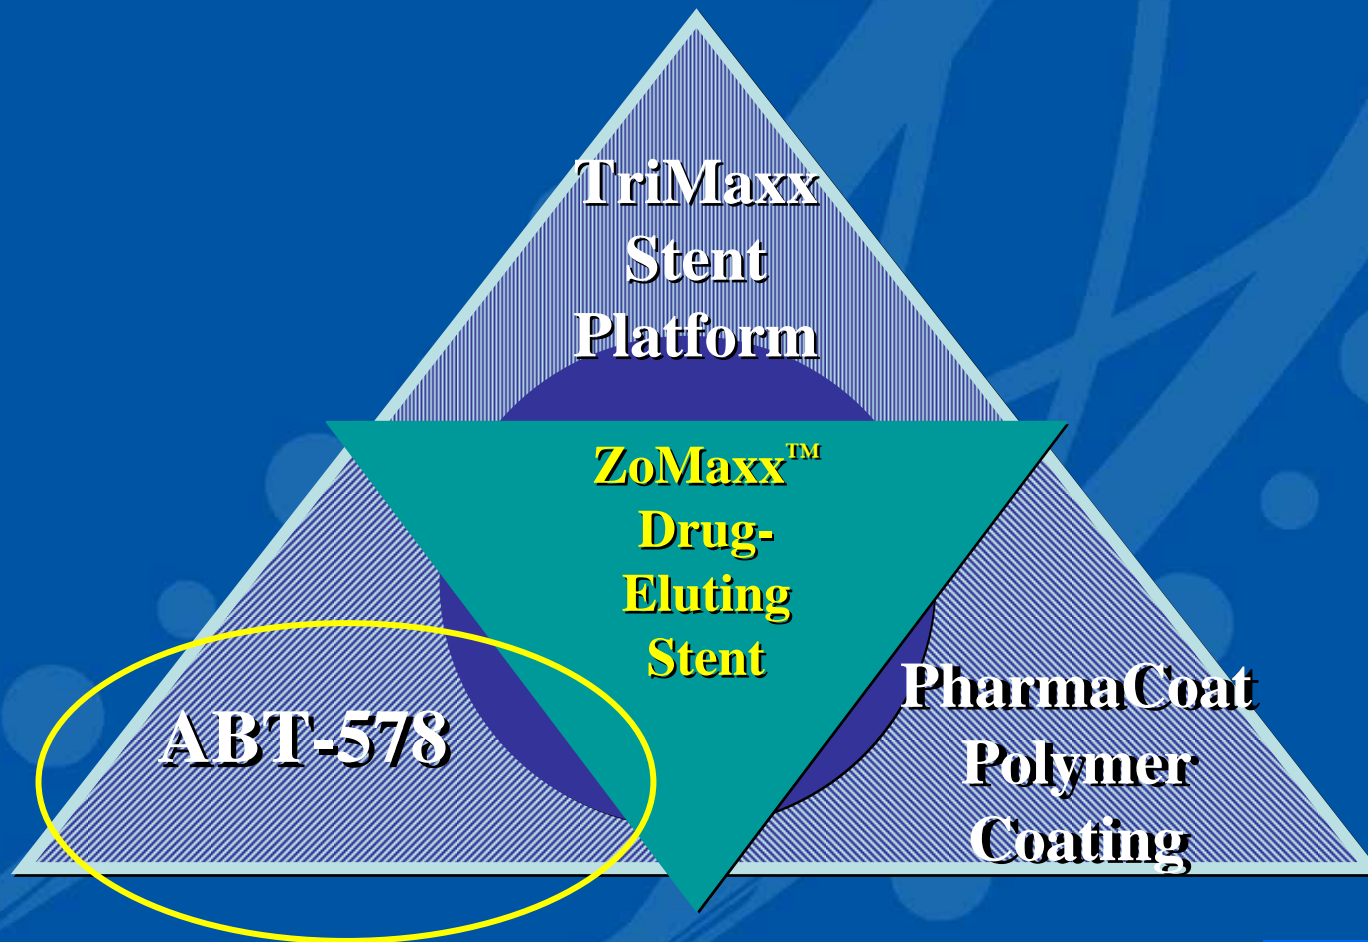 TriMaxx
Stent
Platform
ZoMaxx™
Drug-
Eluting
Stent
ABT-578
PharmaCoat
Polymer
Coating